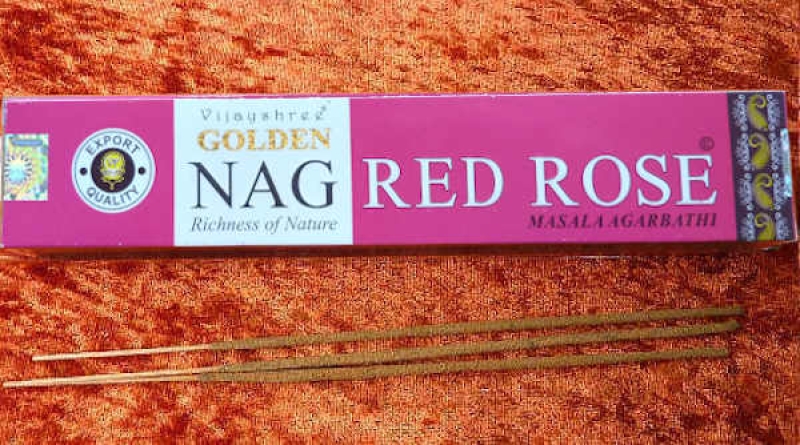 EXPORT
QUALITY
Vijayshree
GOLDEN
NAG
Richness of Nature
RED ROSE
©
MASALA AGARBATHI